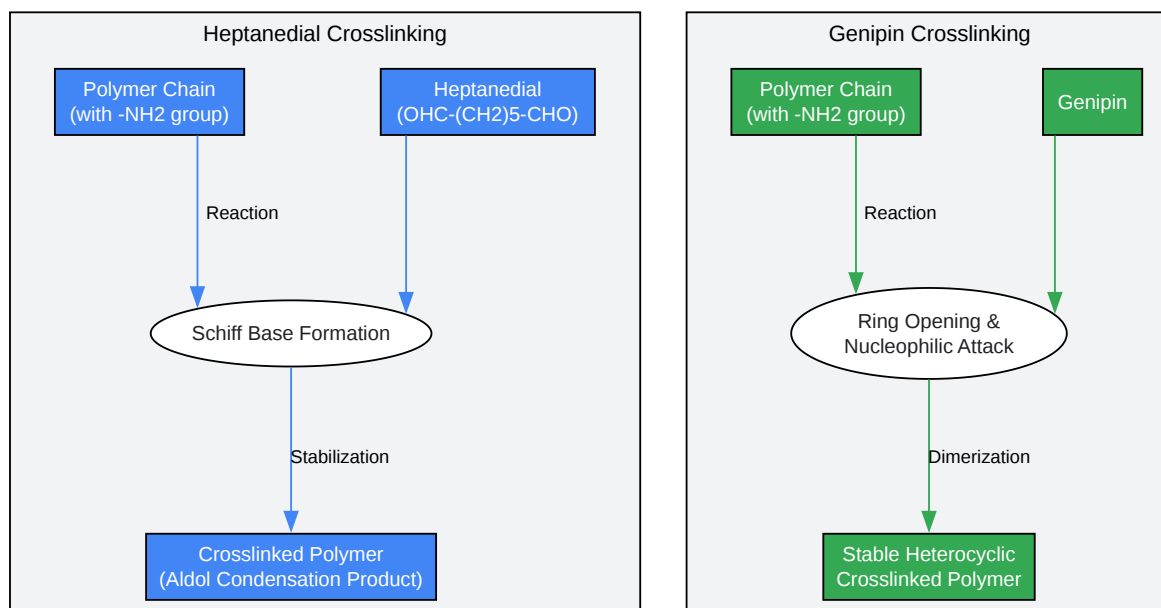 Heptanedial Crosslinking
Polymer Chain
(with -NH2 group)
Heptanedial
(OHC-(CH2)5-CHO)
Reaction
Schiff Base Formation
Stabilization
Crosslinked Polymer
(Aldol Condensation Product)
Genipin Crosslinking
Polymer Chain
(with -NH2 group)
Genipin
Reaction
Ring Opening &
Nucleophilic Attack
Dimerization
Stable Heterocyclic
Crosslinked Polymer